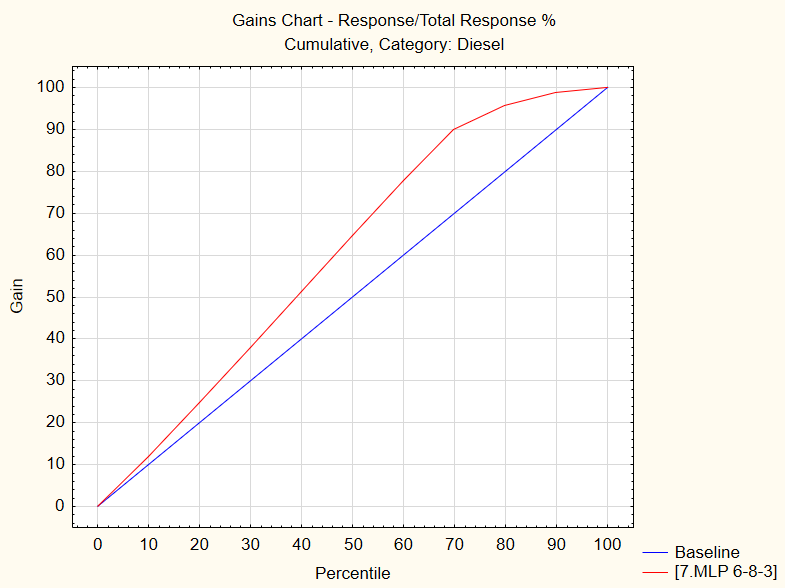 Gains Chart - Response/Total Response %
Cumulative, Category: Diesel
100
90
80
70
60
50
40
30
20
10
0
Gain
0 10 20 30 40 50 60 70 80 90 100
Percentile
Baseline
[7.MLP 6-8-3]